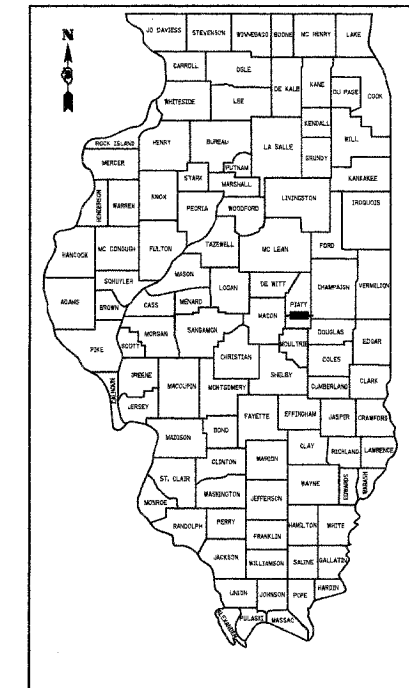 JO DAVIESS STEVENSON WINNEBAGO BOONE MC HENRY LAKE
N
CARROLL OGLE
DE KALB KANE DU PAGE COOK
WHITESIDE LEE
KENDALL
WILL
ROCK ISLAND HENRY BUREAU LA SALLE GRUNDY
MERCER PUTNAM
STARK MARSHALL KANKAKEE
HENDERSON WARREN KNOX PEORIA WOODFORD LIVINGSTON IROQUOIS
HANCOCK MC DONOUGH FULTON TAZEWELL MC LEAN FORD
MASON
SCHUYLER LOGAN DE WITT CHAMPAIGN VERMILION
ADAMS BROWN CASS MENARD MACON PIATT
DOUGLAS
PIKE SCOTT MORGAN SANGAMON CHRISTIAN MOULTRIE EDGAR
COLES
GREENE SHELBY
CALHOUN MACOUPIN MONTGOMERY CUMBERLAND CLARK
JERSEY
FAYETTE EFFINGHAM JASPER CRAWFORD
MADISON BOND
CLAY
CLINTON MARION RICHLAND LAWRENCE
ST. CLAIR WAYNE EDWARDS WABASH
WASHINGTON JEFFERSON
MONROE
RANDOLPH PERRY HAMILTON WHITE
FRANKLIN
JACKSON WILLIAMSON SALINE GALLATIN
UNION JOHNSON POPE HARDIN
ALEXANDER PULASKI MASSAC